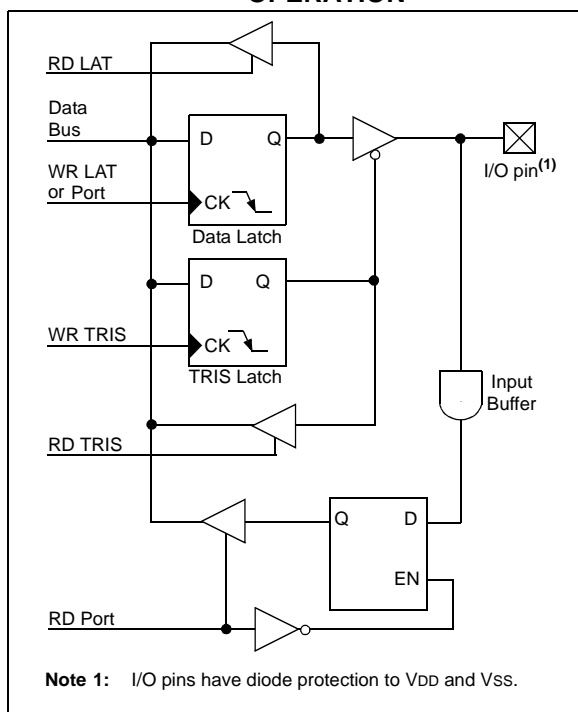 OPERATION
RD LAT
Data
Bus
D Q
WR LAT
or Port
CK
Data Latch
I/O pin(1)
D Q
WR TRIS
CK
TRIS Latch
Input
Buffer
RD TRIS
Q D
EN
RD Port
Note 1: I/O pins have diode protection to VDD and VSS.